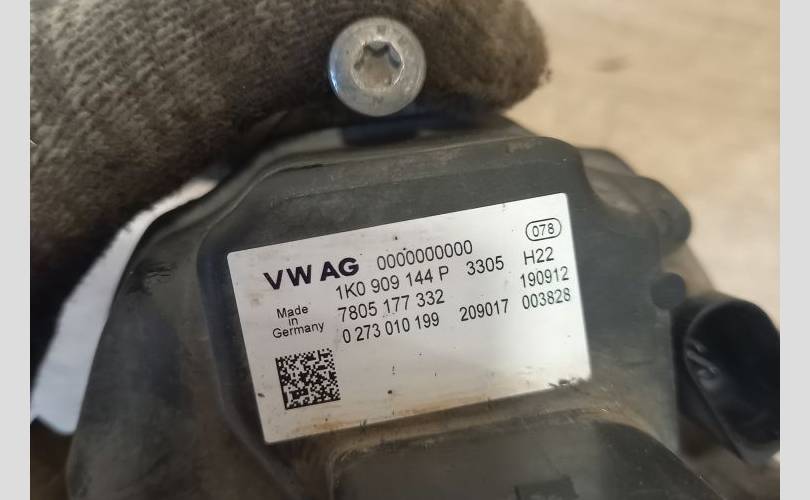 078
VW AG 0000000000
1K0 909 144 P 3305 H22
Made in Germany
7805 177 332 190912
0 273 010 199 209017 003828